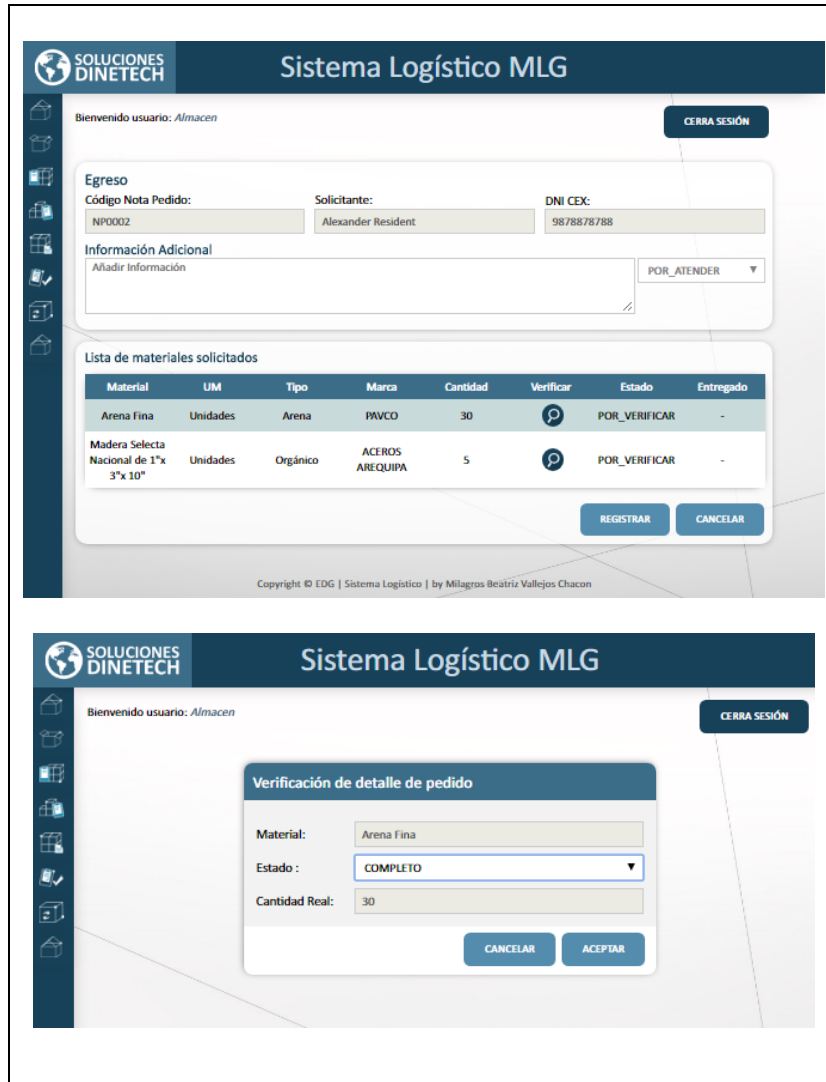 SOLUCIONES
DINETECH
Sistema Logístico MLG
Bienvenido usuario: Almacen
CERRA SESIÓN
Egreso
Código Nota Pedido: Solicitante: DNI CEX:
NP0002 Alexander Resident 9878878788
Información Adicional
Añadir Información POR_ATENDER
Lista de materiales solicitados
Material UM Tipo Marca Cantidad Verificar Estado Entregado
Arena Fina Unidades Arena PAVCO 30 POR_VERIFICAR -
Madera Selecta
Nacional de 1"x
3"x 10" Unidades Orgánico ACEROS
AREQUIPA 5 POR_VERIFICAR -
REGISTRAR CANCELAR
Copyright © EDG | Sistema Logístico | by Milagros Beatriz Vallejos Chacon
SOLUCIONES
DINETECH
Sistema Logístico MLG
Bienvenido usuario: Almacen
CERRA SESIÓN
Verificación de detalle de pedido
Material: Arena Fina
Estado : COMPLETO
Cantidad Real: 30
CANCELAR ACEPTAR